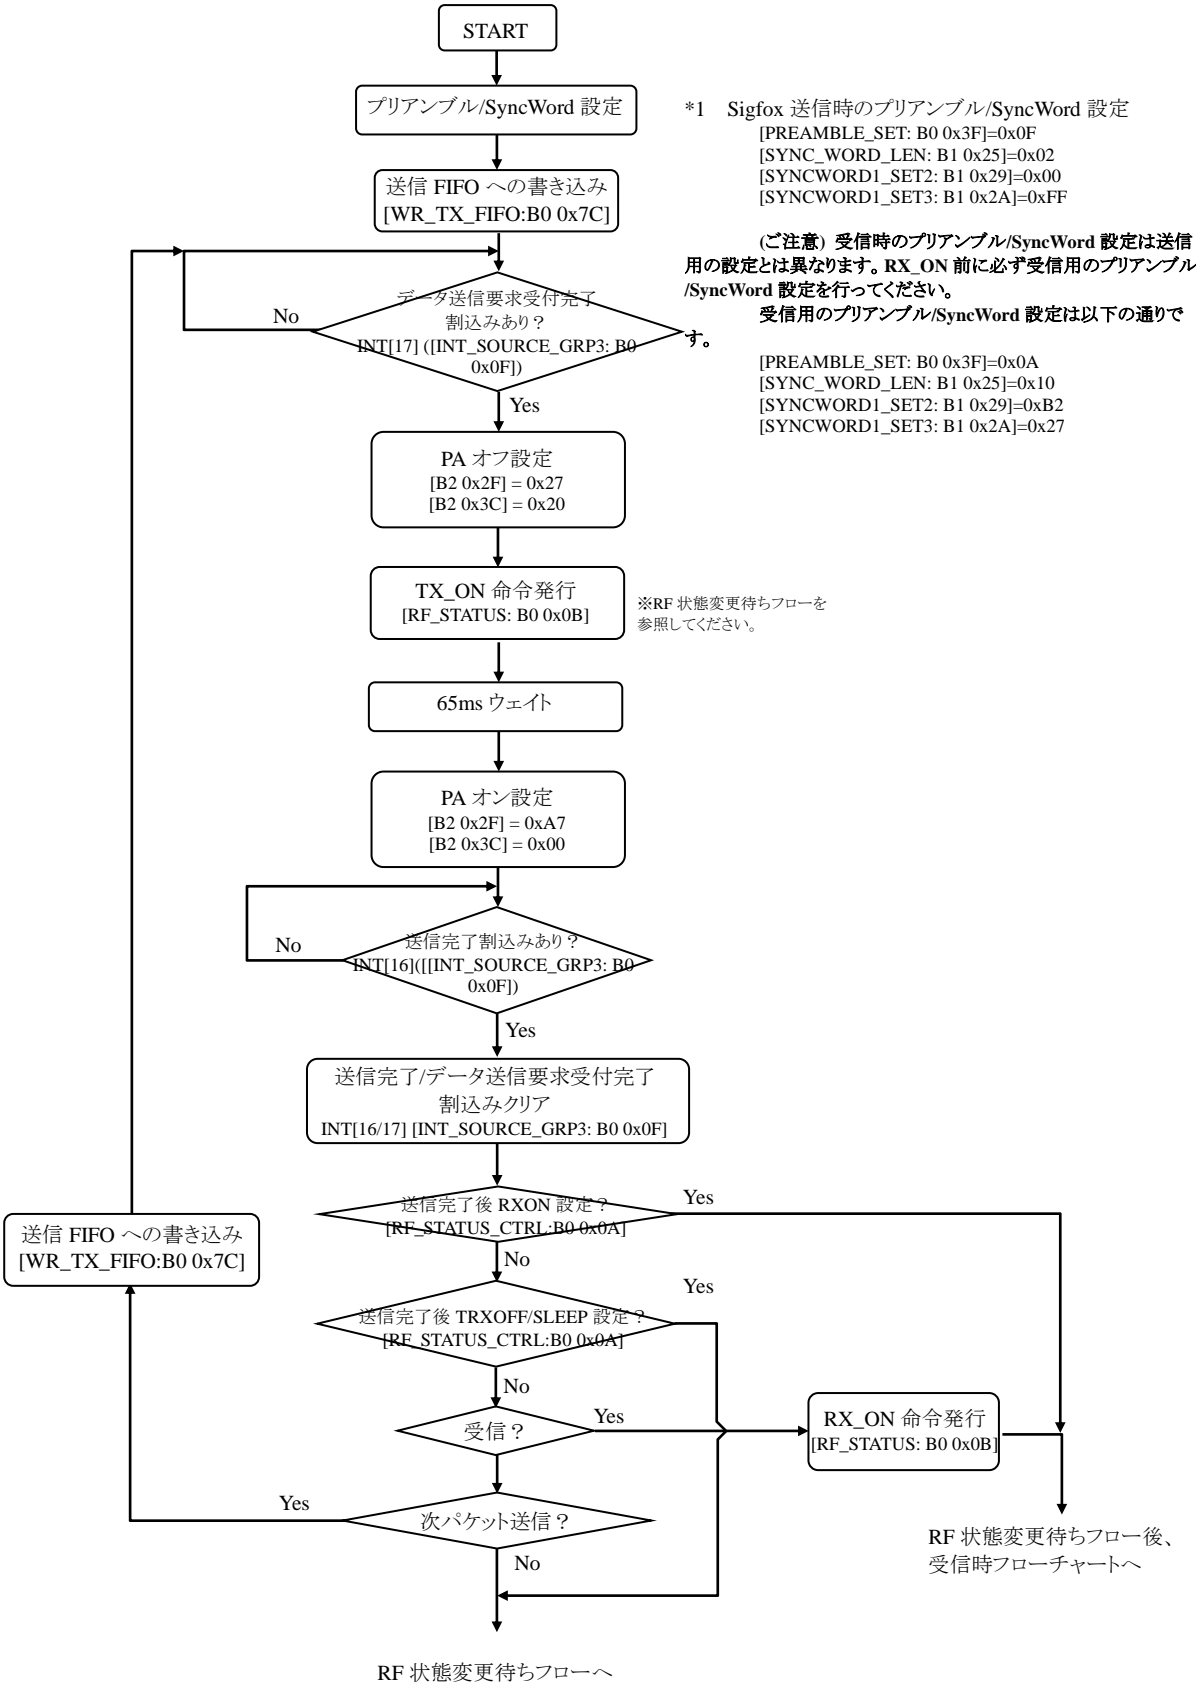 START
プリアンブル/SyncWord 設定
*1 Sigfox 送信時のプリアンブル/SyncWord 設定
[PREAMBLE_SET: B0 0x3F]=0x0F
[SYNC_WORD_LEN: B1 0x25]=0x02
[SYNCWORD1_SET2: B1 0x29]=0x00
[SYNCWORD1_SET3: B1 0x2A]=0xFF
(ご注意) 受信時のプリアンブル/SyncWord 設定は送信
用の設定とは異なります。RX_ON 前に必ず受信用のプリアンブル
/SyncWord 設定を行ってください。
受信用のプリアンブル/SyncWord 設定は以下の通りで
す。
[PREAMBLE_SET: B0 0x3F]=0x0A
[SYNC_WORD_LEN: B1 0x25]=0x10
[SYNCWORD1_SET2: B1 0x29]=0xB2
[SYNCWORD1_SET3: B1 0x2A]=0x27
送信 FIFO への書き込み
[WR_TX_FIFO:B0 0x7C]
データ送信要求受付完了
割込みあり？
INT[17] ([INT_SOURCE_GRP3: B0
0x0F])
No
Yes
PA オフ設定
[B2 0x2F] = 0x27
[B2 0x3C] = 0x20
TX_ON 命令発行
[RF_STATUS: B0 0x0B]
※RF 状態変更待ちフローを
参照してください。
65ms ウェイト
PA オン設定
[B2 0x2F] = 0xA7
[B2 0x3C] = 0x00
No
送信完了割込みあり？
INT[16]([[INT_SOURCE_GRP3: B0
0x0F])
Yes
送信完了/データ送信要求受付完了
割込みクリア
INT[16/17] [INT_SOURCE_GRP3: B0 0x0F]
送信完了後 RXON 設定？
[RF_STATUS_CTRL:B0 0x0A]
Yes
No
送信 FIFO への書き込み
[WR_TX_FIFO:B0 0x7C]
送信完了後 TRXOFF/SLEEP 設定？
[RF_STATUS_CTRL:B0 0x0A]
Yes
No
受信？
Yes
RX_ON 命令発行
[RF_STATUS: B0 0x0B]
次パケット送信？
Yes
No
RF 状態変更待ちフロー後、
受信時フローチャートへ
RF 状態変更待ちフローへ